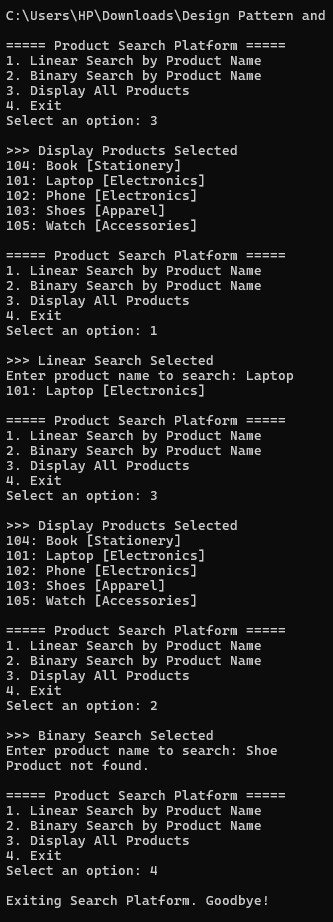 C:\Users\HP\Downloads\Design Pattern and
===== Product Search Platform =====
1. Linear Search by Product Name
2. Binary Search by Product Name
3. Display All Products
4. Exit
Select an option: 3
>>> Display Products Selected
104: Book [Stationery]
101: Laptop [Electronics]
102: Phone [Electronics]
103: Shoes [Apparel]
105: Watch [Accessories]
===== Product Search Platform =====
1. Linear Search by Product Name
2. Binary Search by Product Name
3. Display All Products
4. Exit
Select an option: 1
>>> Linear Search Selected
Enter product name to search: Laptop
101: Laptop [Electronics]
===== Product Search Platform =====
1. Linear Search by Product Name
2. Binary Search by Product Name
3. Display All Products
4. Exit
Select an option: 3
>>> Display Products Selected
104: Book [Stationery]
101: Laptop [Electronics]
102: Phone [Electronics]
103: Shoes [Apparel]
105: Watch [Accessories]
===== Product Search Platform =====
1. Linear Search by Product Name
2. Binary Search by Product Name
3. Display All Products
4. Exit
Select an option: 2
>>> Binary Search Selected
Enter product name to search: Shoe
Product not found.
===== Product Search Platform =====
1. Linear Search by Product Name
2. Binary Search by Product Name
3. Display All Products
4. Exit
Select an option: 4
Exiting Search Platform. Goodbye!